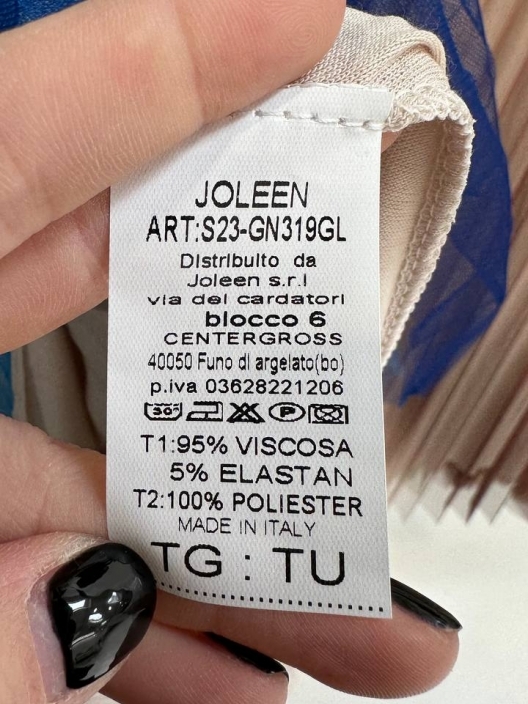 JOLEEN
ART:S23-GN319GL
Distribuito da
Joleen s.r.l
via dei cardatori
blocco 6
CENTERGROSS
40050 Funo di argelato(bo)
p.iva 03628221206
30° P
T1:95% VISCOSA
5% ELASTAN
T2:100% POLIESTER
MADE IN ITALY
TG : TU